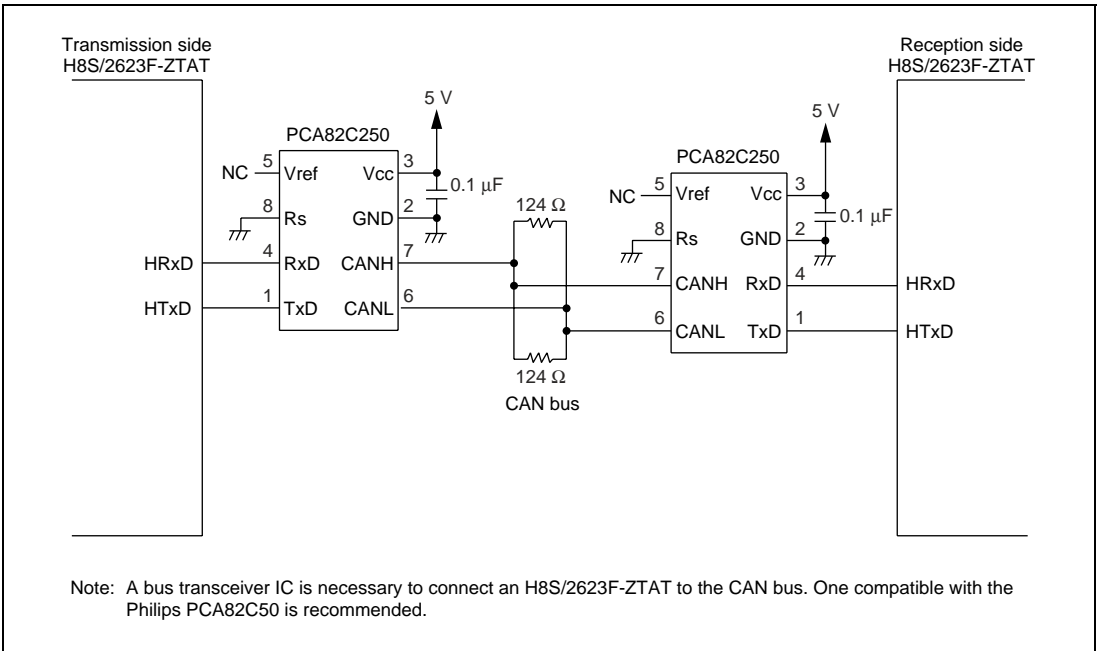 Transmission side
H8S/2623F-ZTAT
Reception side
H8S/2623F-ZTAT
5 V
PCA82C250
NC 5 Vref Vcc 3
0.1 μF
8 Rs GND 2
HRxD 4 RxD CANH 7
HTxD 1 TxD CANL 6
124 Ω
124 Ω
CAN bus
5 V
PCA82C250
NC 5 Vref Vcc 3
0.1 μF
8 Rs GND 2
7 CANH RxD 4 HRxD
6 CANL TxD 1 HTxD
Note: A bus transceiver IC is necessary to connect an H8S/2623F-ZTAT to the CAN bus. One compatible with the
Philips PCA82C50 is recommended.